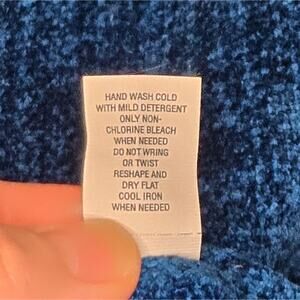 HAND WASH COLD
WITH MILD DETERGENT
ONLY NON-
CHLORINE BLEACH
WHEN NEEDED
DO NOT WRING
OR TWIST
RESHAPE AND
DRY FLAT
COOL IRON
WHEN NEEDED